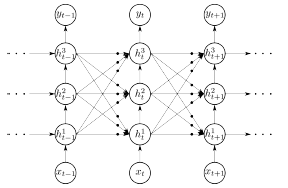 y_{t-1} y_t y_{t+1}
h^3_{t-1} h^3_t h^3_{t+1}
h^2_{t-1} h^2_t h^2_{t+1}
h^1_{t-1} h^1_t h^1_{t+1}
x_{t-1} x_t x_{t+1}